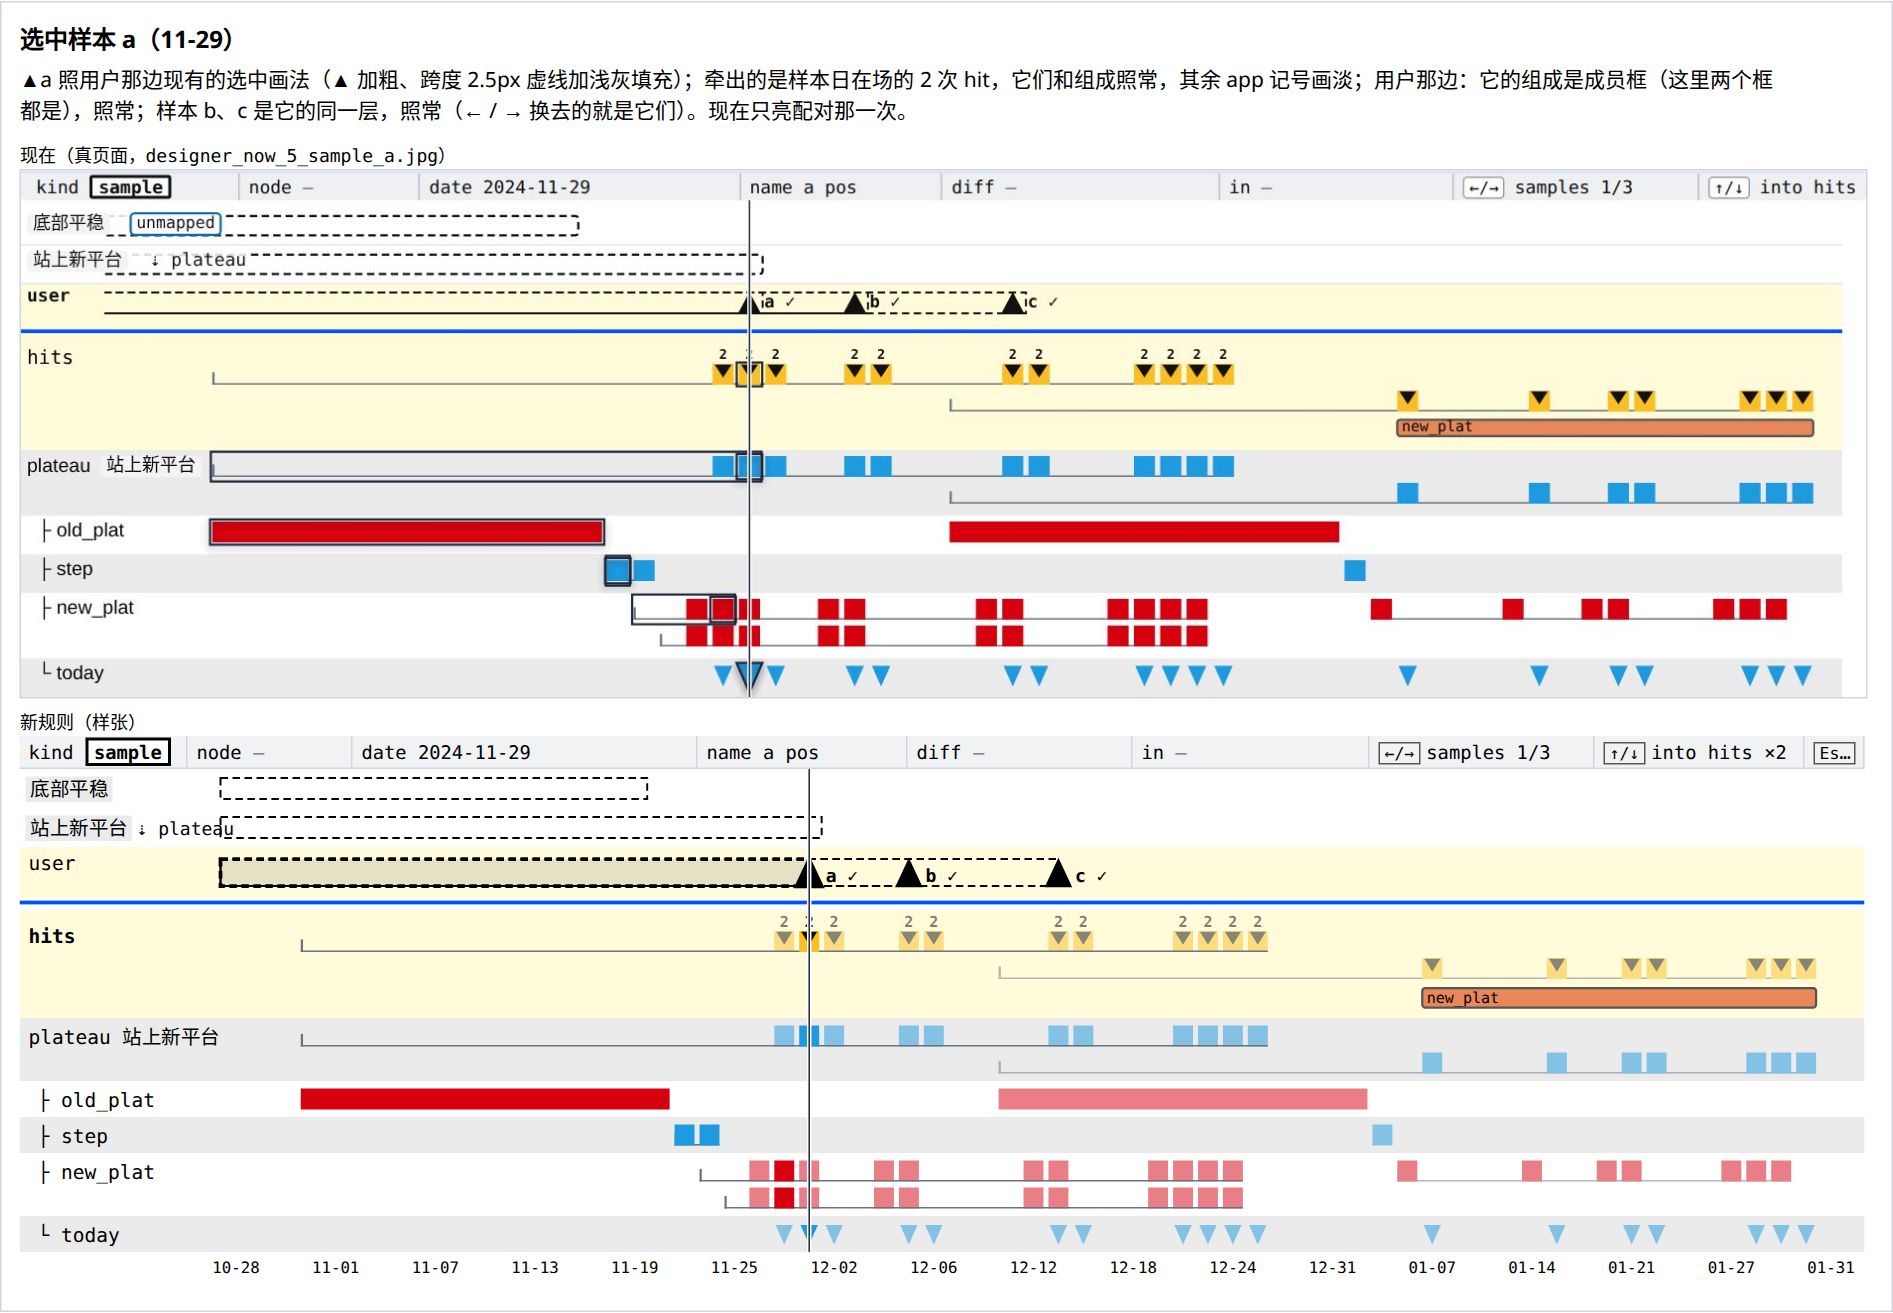 选中样本 a（11-29）
▲a 照用户那边现有的选中画法（▲ 加粗、跨度 2.5px 虚线加浅灰填充）；牵出的是样本日在场的 2 次 hit，它们和组成照常，其余 app 记号画淡；用户那边：它的组成是成员框（这里两个框
都是），照常；样本 b、c 是它的同一层，照常（← / → 换去的就是它们）。现在只亮配对那一次。
现在（真页面，designer_now_5_sample_a.jpg）
kind sample node — date 2024-11-29 name a pos diff — in — ←/→ samples 1/3 ↑/↓ into hits
底部平稳 unmapped
站上新平台 ⇣ plateau
user a ✓ b ✓ c ✓
hits 2 2 2 2 2 2 2 2 2 2
new_plat
plateau 站上新平台
├ old_plat
├ step
├ new_plat
└ today
新规则（样张）
kind sample node — date 2024-11-29 name a pos diff — in — ←/→ samples 1/3 ↑/↓ into hits ×2 Es…
底部平稳
站上新平台 ⇣ plateau
user a ✓ b ✓ c ✓
hits 2 2 2 2 2 2 2 2 2 2
new_plat
plateau 站上新平台
├ old_plat
├ step
├ new_plat
└ today
10-28 11-01 11-07 11-13 11-19 11-25 12-02 12-06 12-12 12-18 12-24 12-31 01-07 01-14 01-21 01-27 01-31